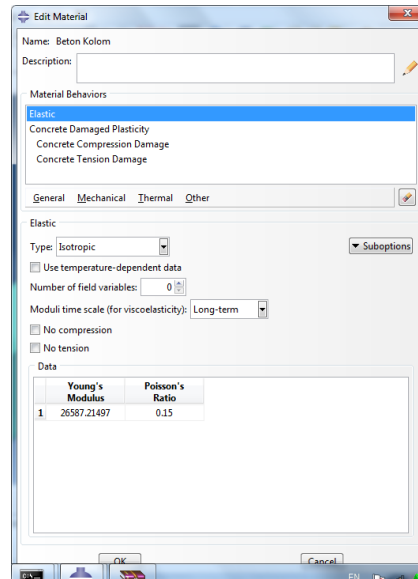 Edit Material
Name: Beton Kolom
Description:
Material Behaviors
Elastic
Concrete Damaged Plasticity
Concrete Compression Damage
Concrete Tension Damage
General Mechanical Thermal Other
Elastic
Type: Isotropic Suboptions
Use temperature-dependent data
Number of field variables: 0
Moduli time scale (for viscoelasticity): Long-term
No compression
No tension
Data
Young's Poisson's
Modulus Ratio
1 26587.21497 0.15
OK Cancel
EN